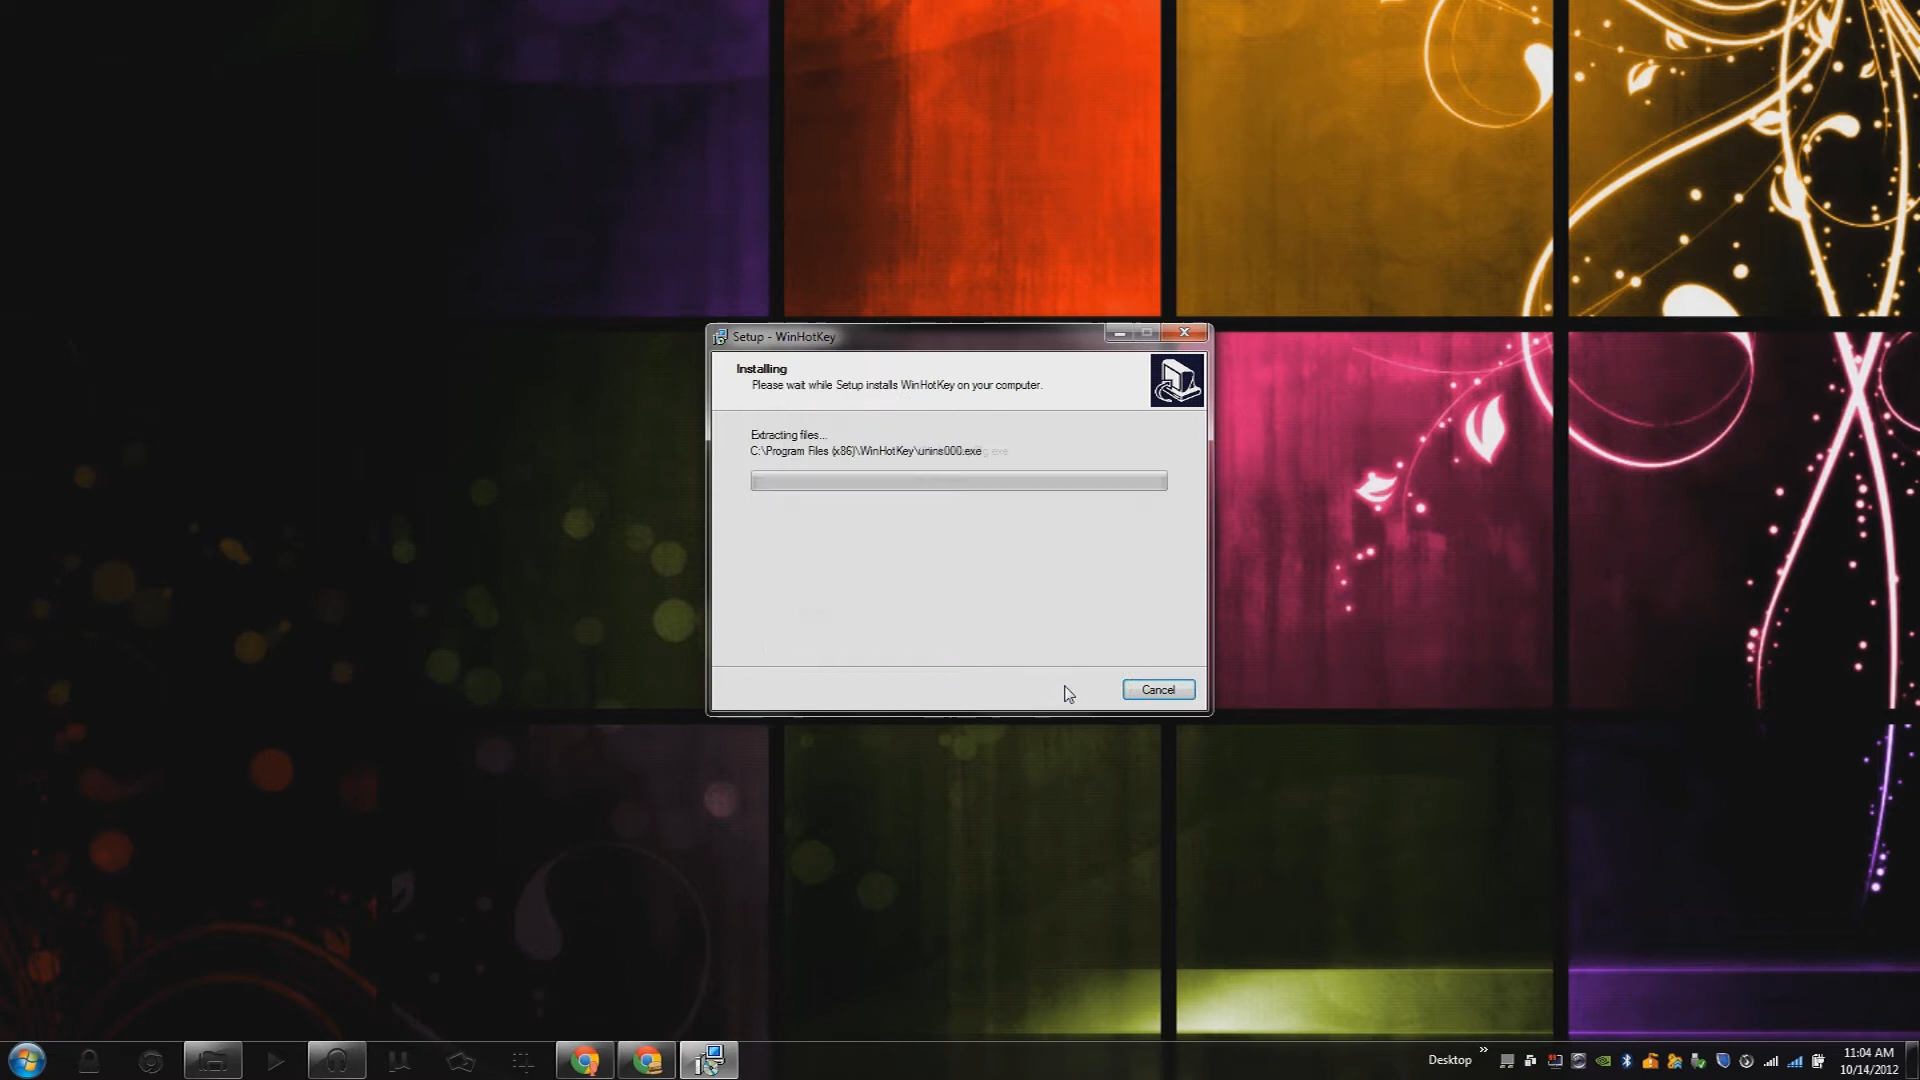 Setup - WinHotKey
Installing
Please wait while Setup installs WinHotKey on your computer.
Extracting files...
C:\Program Files (x86)\WinHotKey\unins000.exe
Cancel
Desktop
11:04 AM
10/14/2012